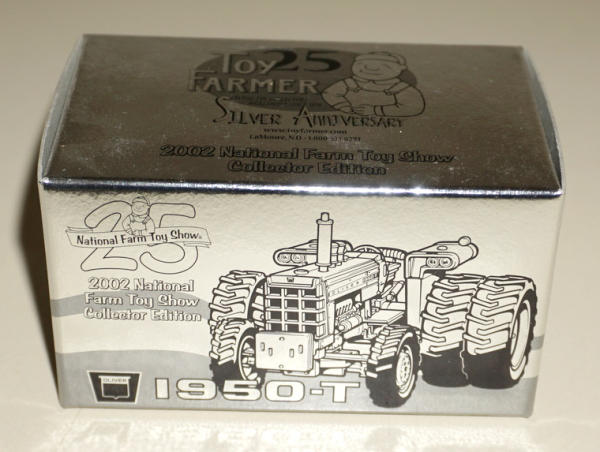 Toy 25
Farmer
Silver Anniversary
www.toyfarmer.com
2002 National Farm Toy Show
Collector Edition
25
National Farm Toy Show®
2002 National
Farm Toy Show
Collector Edition
OLIVER
1950-T